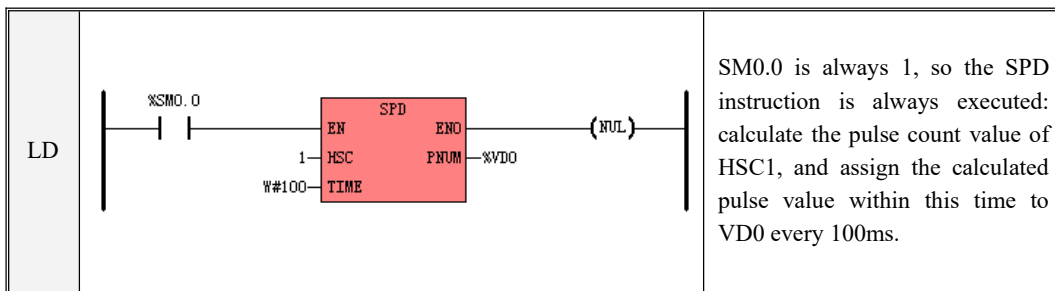 LD
%SM0.0
SPD
EN ENO
(NUL)
1 HSC PNUM %VD0
W#100 TIME
SM0.0 is always 1, so the SPD
instruction is always executed:
calculate the pulse count value of
HSC1, and assign the calculated
pulse value within this time to
VD0 every 100ms.